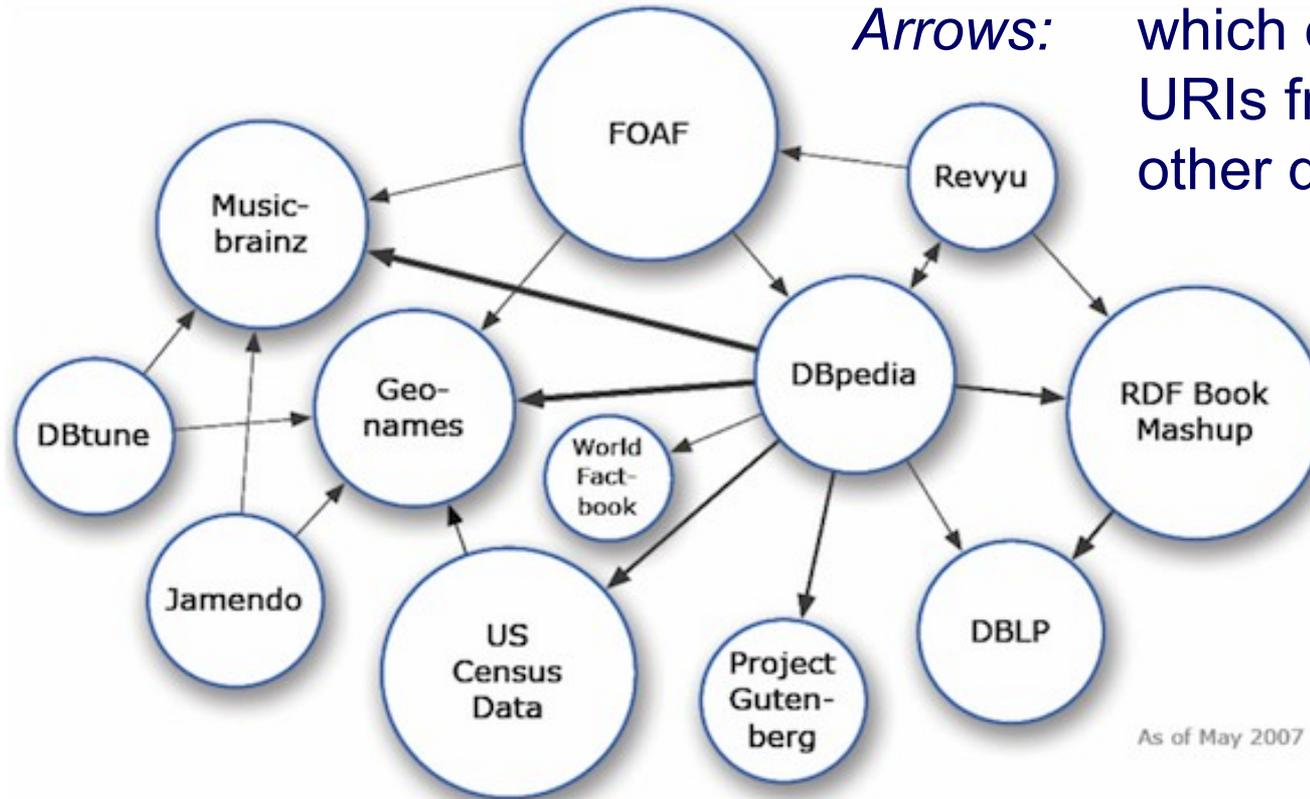 Arrows:
which
URIs
other
FOAF
Revyu
Music-
brainz
DBpedia
Geo-
names
RDF Book
Mashup
DBtune
World
Fact-
book
Jamendo
US
Census
Data
Project
Guten-
berg
DBLP
As of May 2007